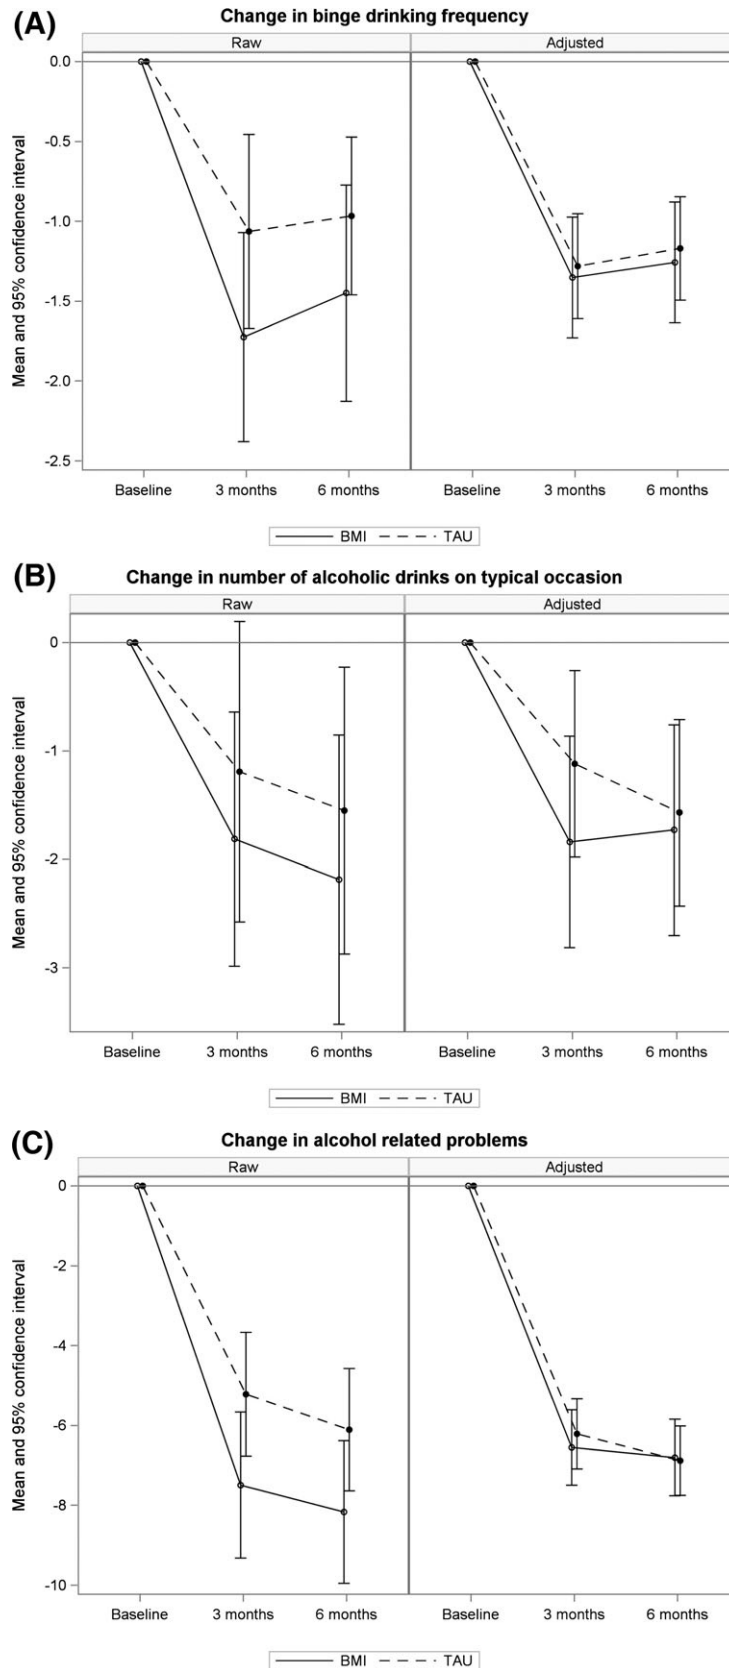 (A)
Change in binge drinking frequency
Raw Adjusted
Mean and 95% confidence interval
0.0
-0.5
-1.0
-1.5
-2.0
-2.5
Baseline 3 months 6 months Baseline 3 months 6 months
BMI TAU
(B)
Change in number of alcoholic drinks on typical occasion
Raw Adjusted
Mean and 95% confidence interval
0
-1
-2
-3
Baseline 3 months 6 months Baseline 3 months 6 months
BMI TAU
(C)
Change in alcohol related problems
Raw Adjusted
Mean and 95% confidence interval
0
-2
-4
-6
-8
-10
Baseline 3 months 6 months Baseline 3 months 6 months
BMI TAU